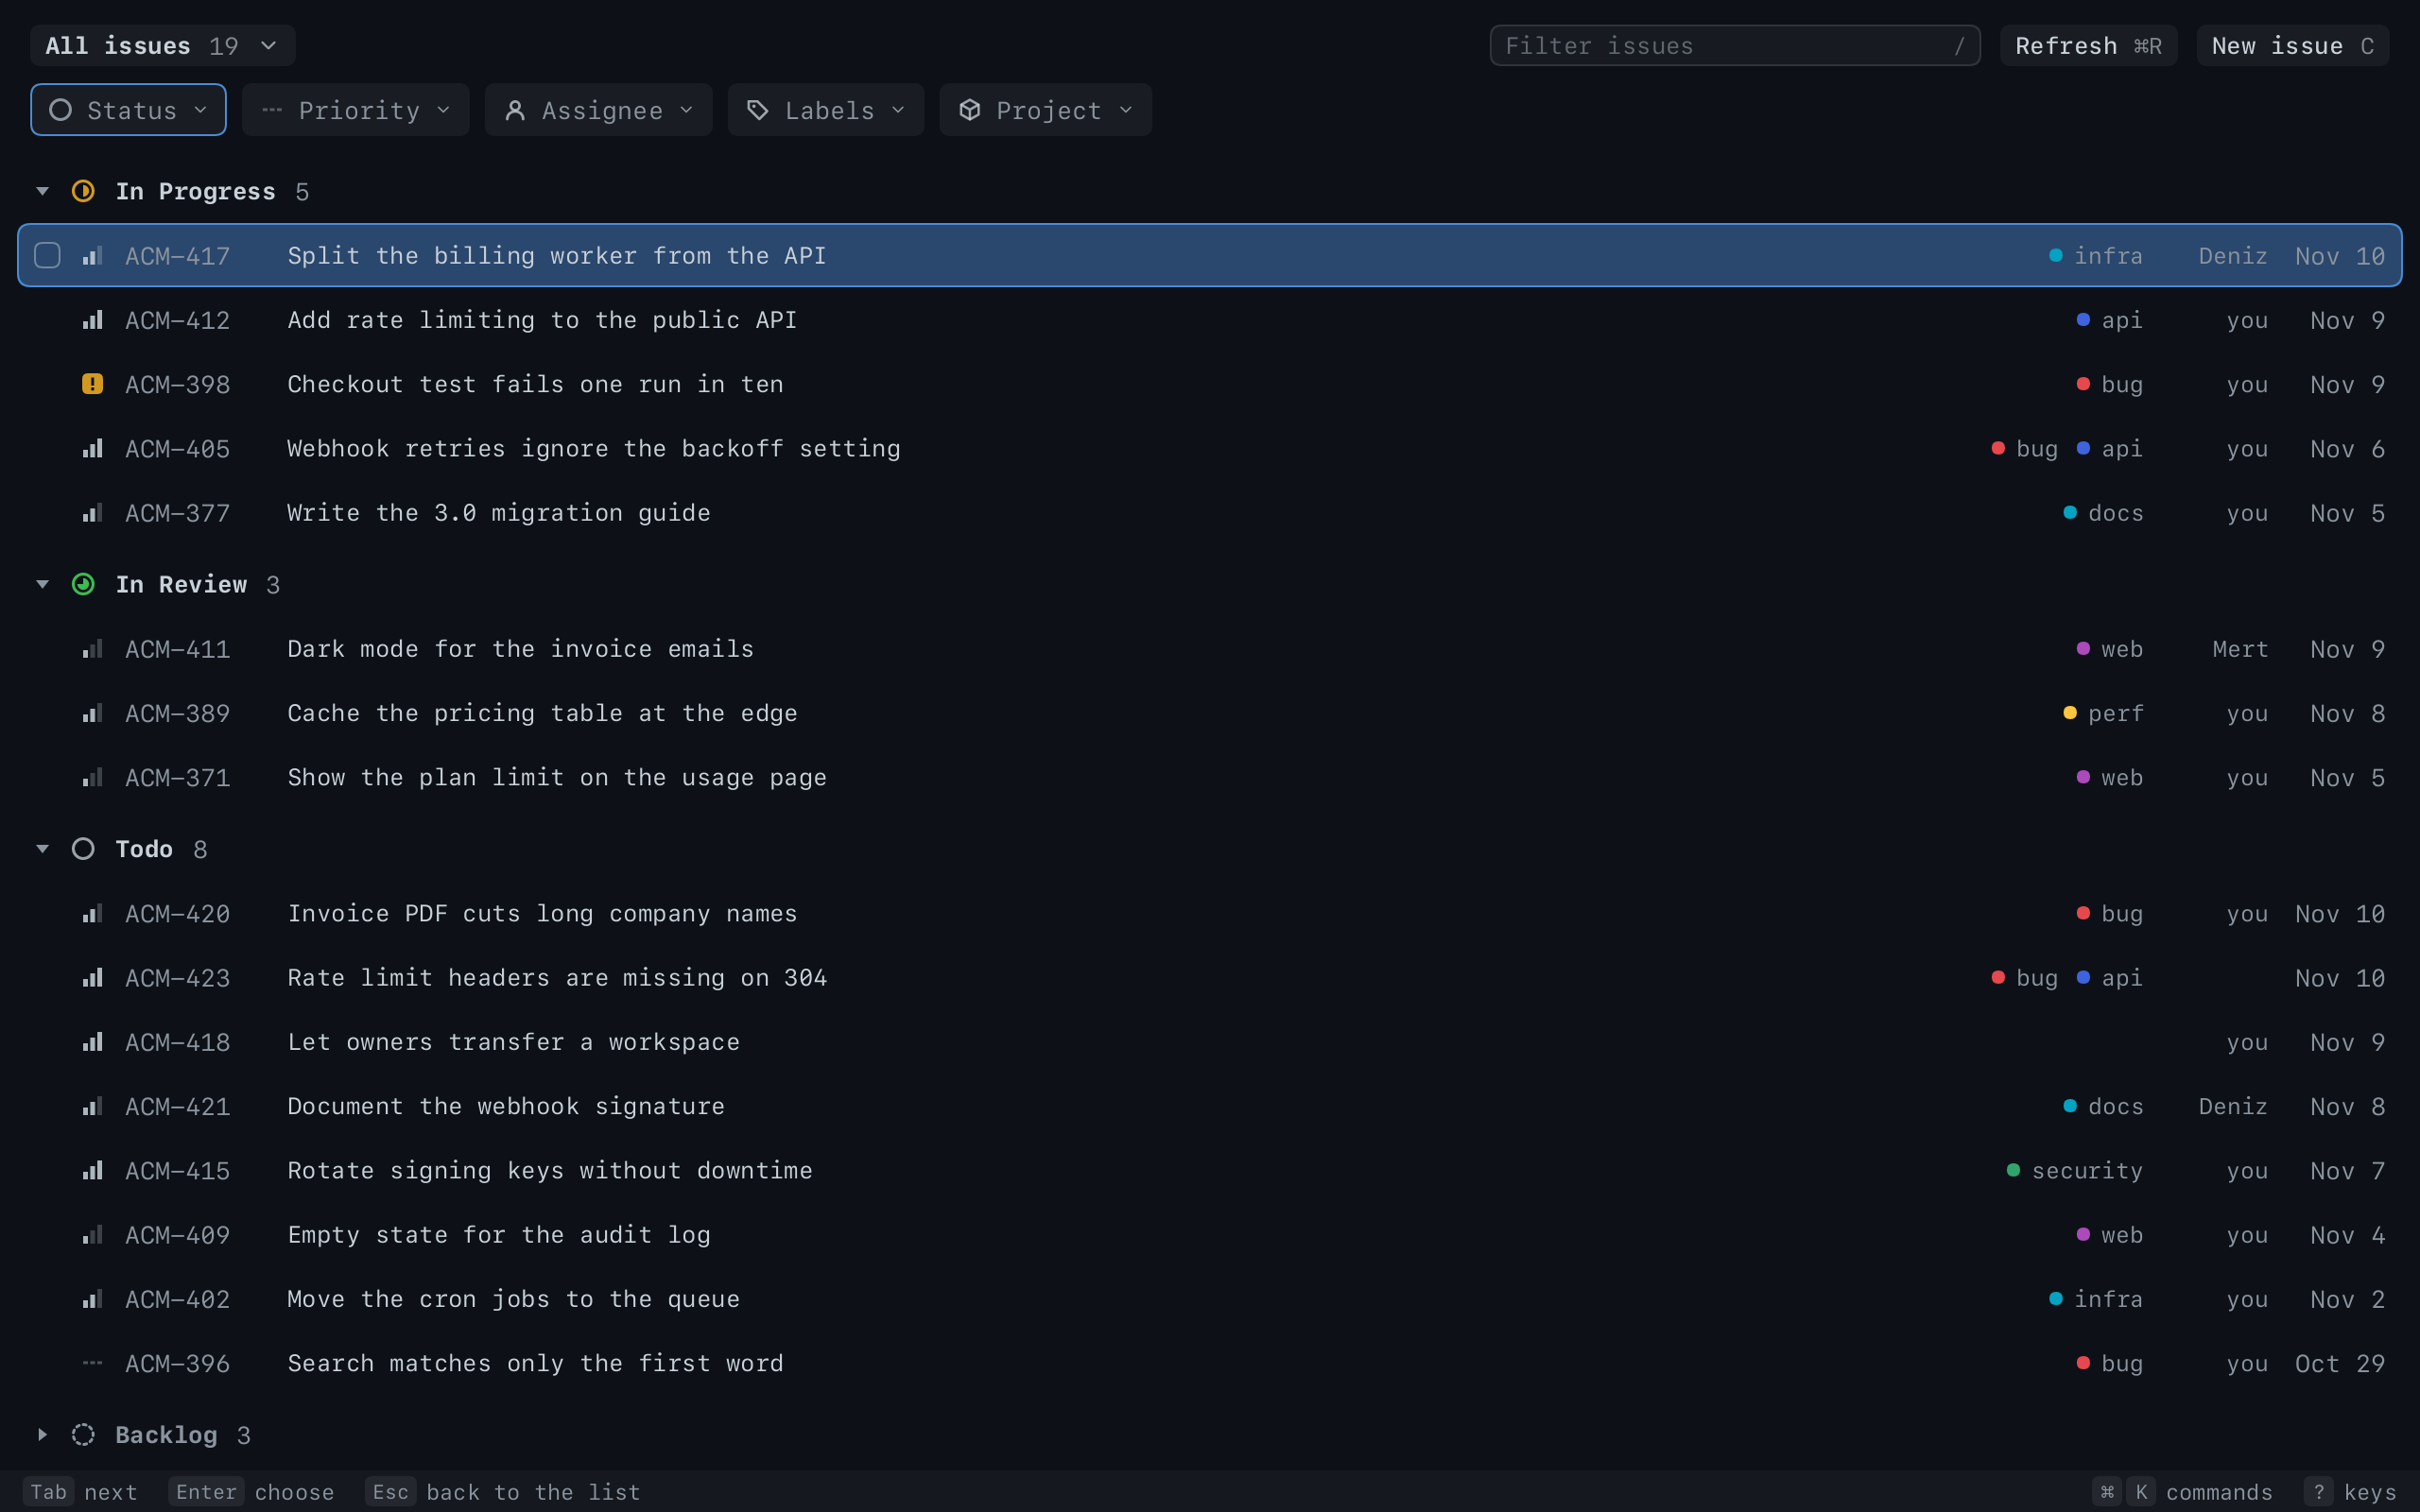 All issues 19 Filter issues / Refresh ⌘R New issue C
Status Priority Assignee Labels Project
In Progress 5
ACM-417 Split the billing worker from the API infra Deniz Nov 10
ACM-412 Add rate limiting to the public API api you Nov 9
ACM-398 Checkout test fails one run in ten bug you Nov 9
ACM-405 Webhook retries ignore the backoff setting bug api you Nov 6
ACM-377 Write the 3.0 migration guide docs you Nov 5
In Review 3
ACM-411 Dark mode for the invoice emails web Mert Nov 9
ACM-389 Cache the pricing table at the edge perf you Nov 8
ACM-371 Show the plan limit on the usage page web you Nov 5
Todo 8
ACM-420 Invoice PDF cuts long company names bug you Nov 10
ACM-423 Rate limit headers are missing on 304 bug api Nov 10
ACM-418 Let owners transfer a workspace you Nov 9
ACM-421 Document the webhook signature docs Deniz Nov 8
ACM-415 Rotate signing keys without downtime security you Nov 7
ACM-409 Empty state for the audit log web you Nov 4
ACM-402 Move the cron jobs to the queue infra you Nov 2
ACM-396 Search matches only the first word bug you Oct 29
Backlog 3
Tab next Enter choose Esc back to the list ⌘ K commands ? keys